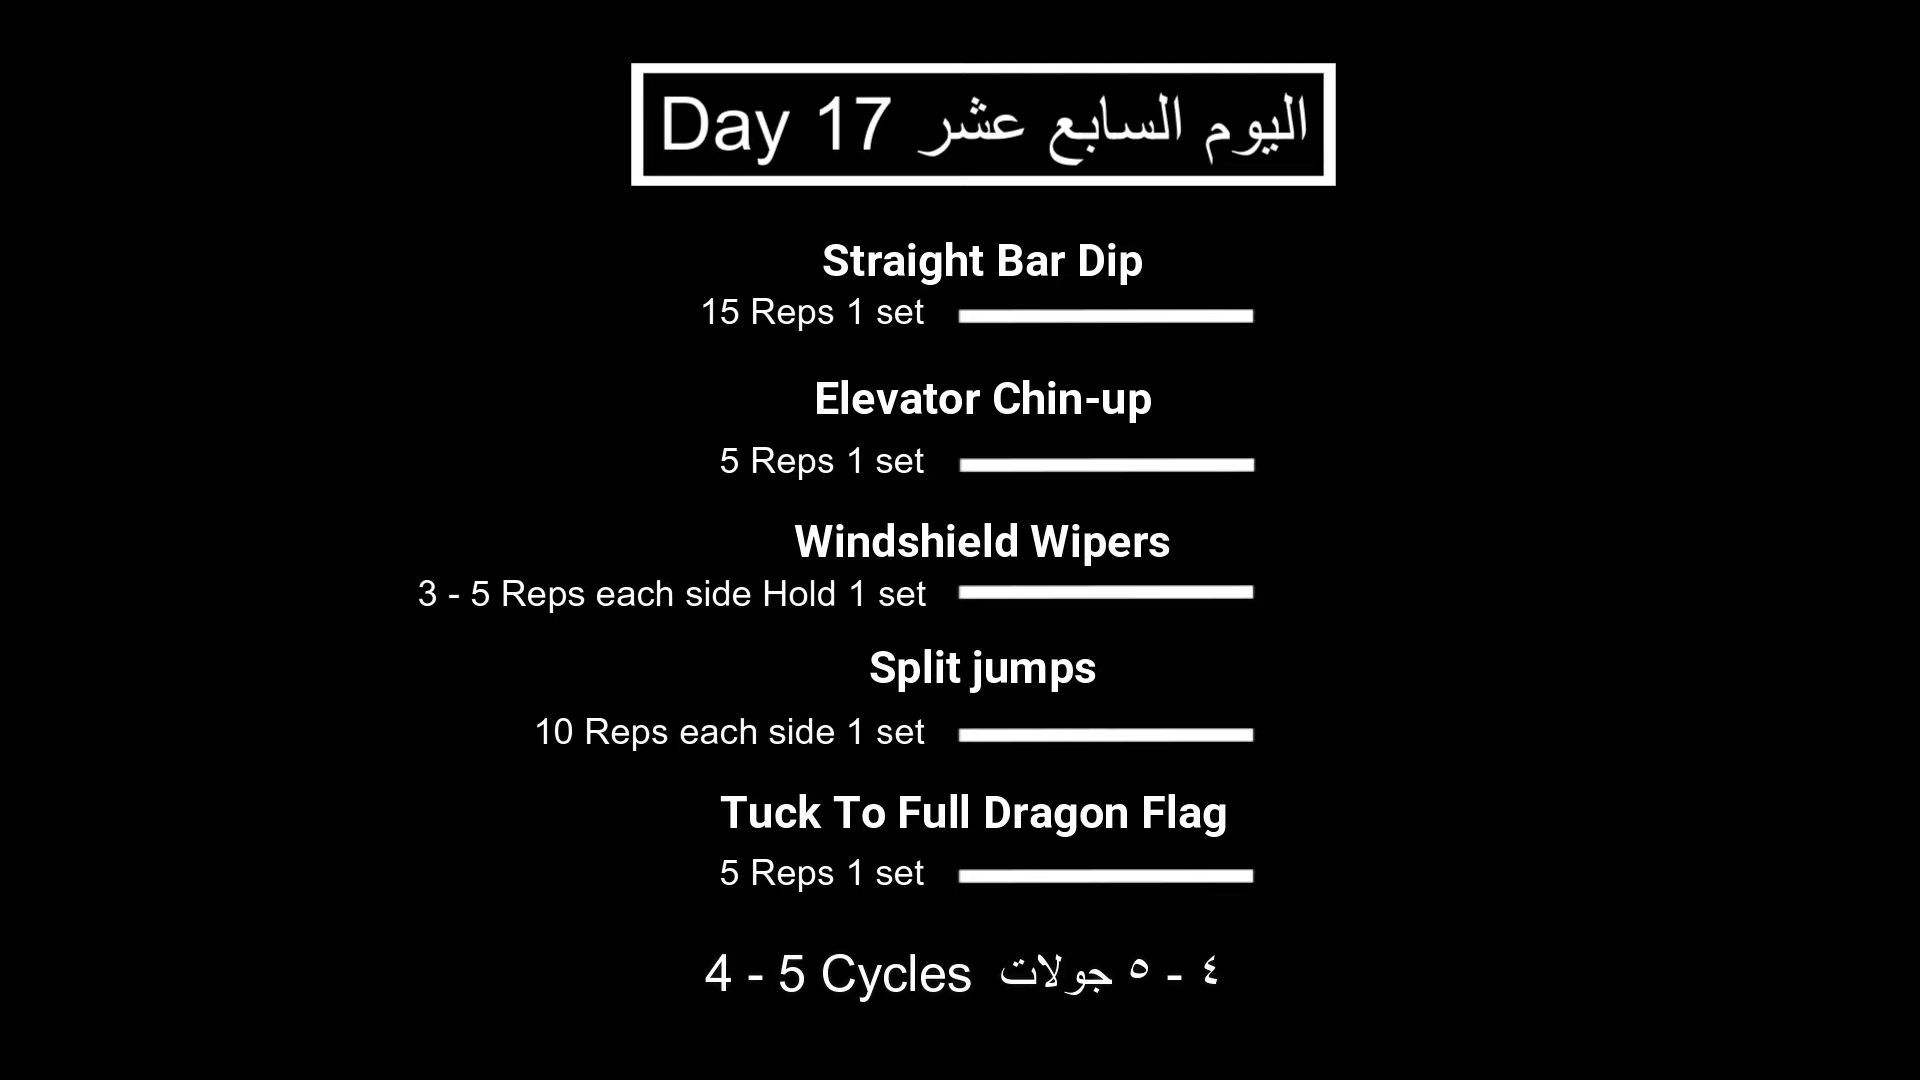 Day 17 اليوم السابع عشر
Straight Bar Dip
15 Reps 1 set
Elevator Chin-up
5 Reps 1 set
Windshield Wipers
3 - 5 Reps each side Hold 1 set
Split jumps
10 Reps each side 1 set
Tuck To Full Dragon Flag
5 Reps 1 set
4 - 5 Cycles ٤ - ٥ جولات